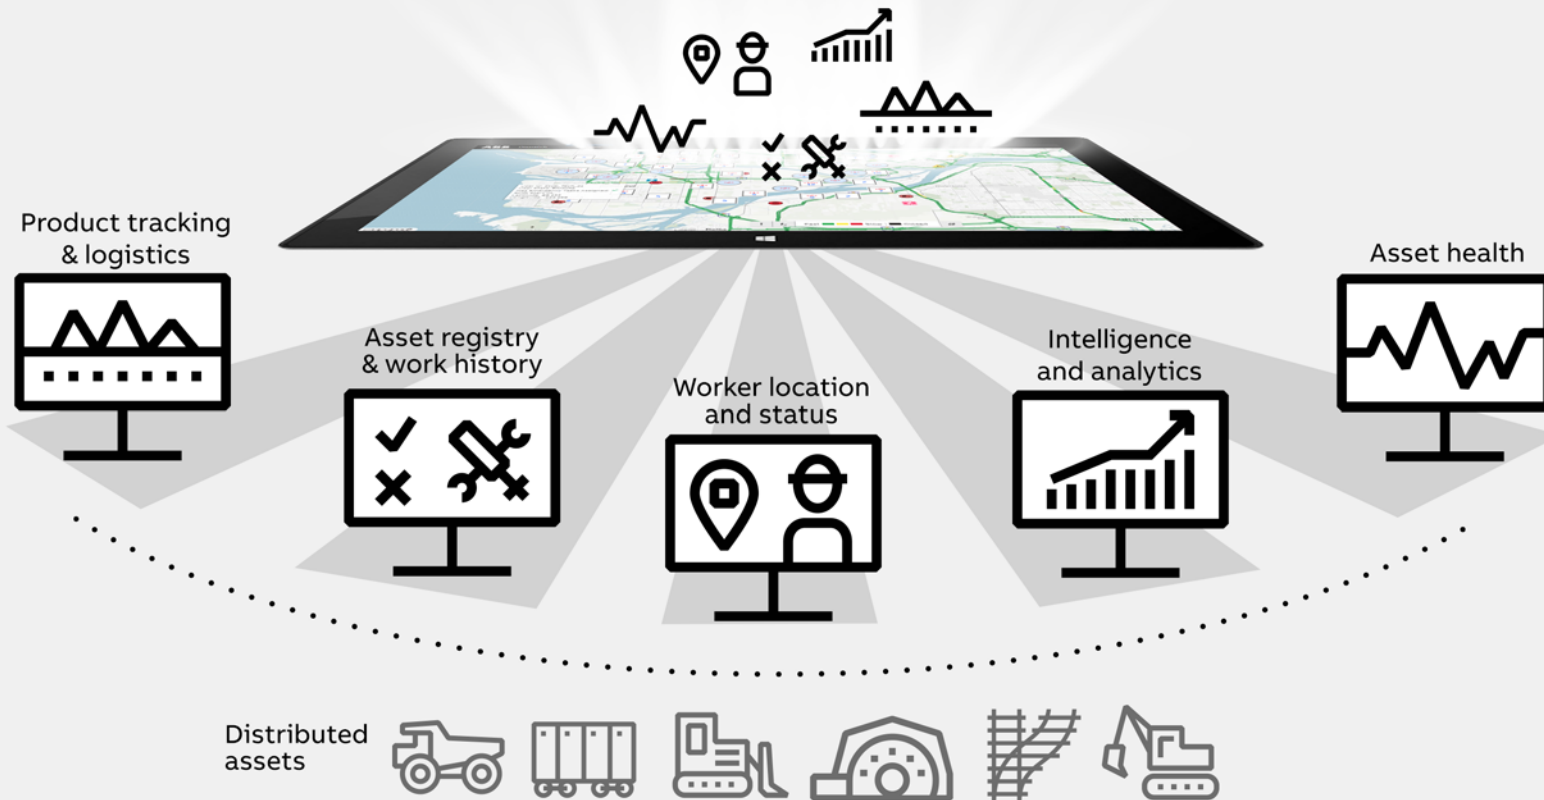 Product tracking
& logistics
Asset registry
& work history
Worker location
and status
Intelligence
and analytics
Asset health
Distributed
assets